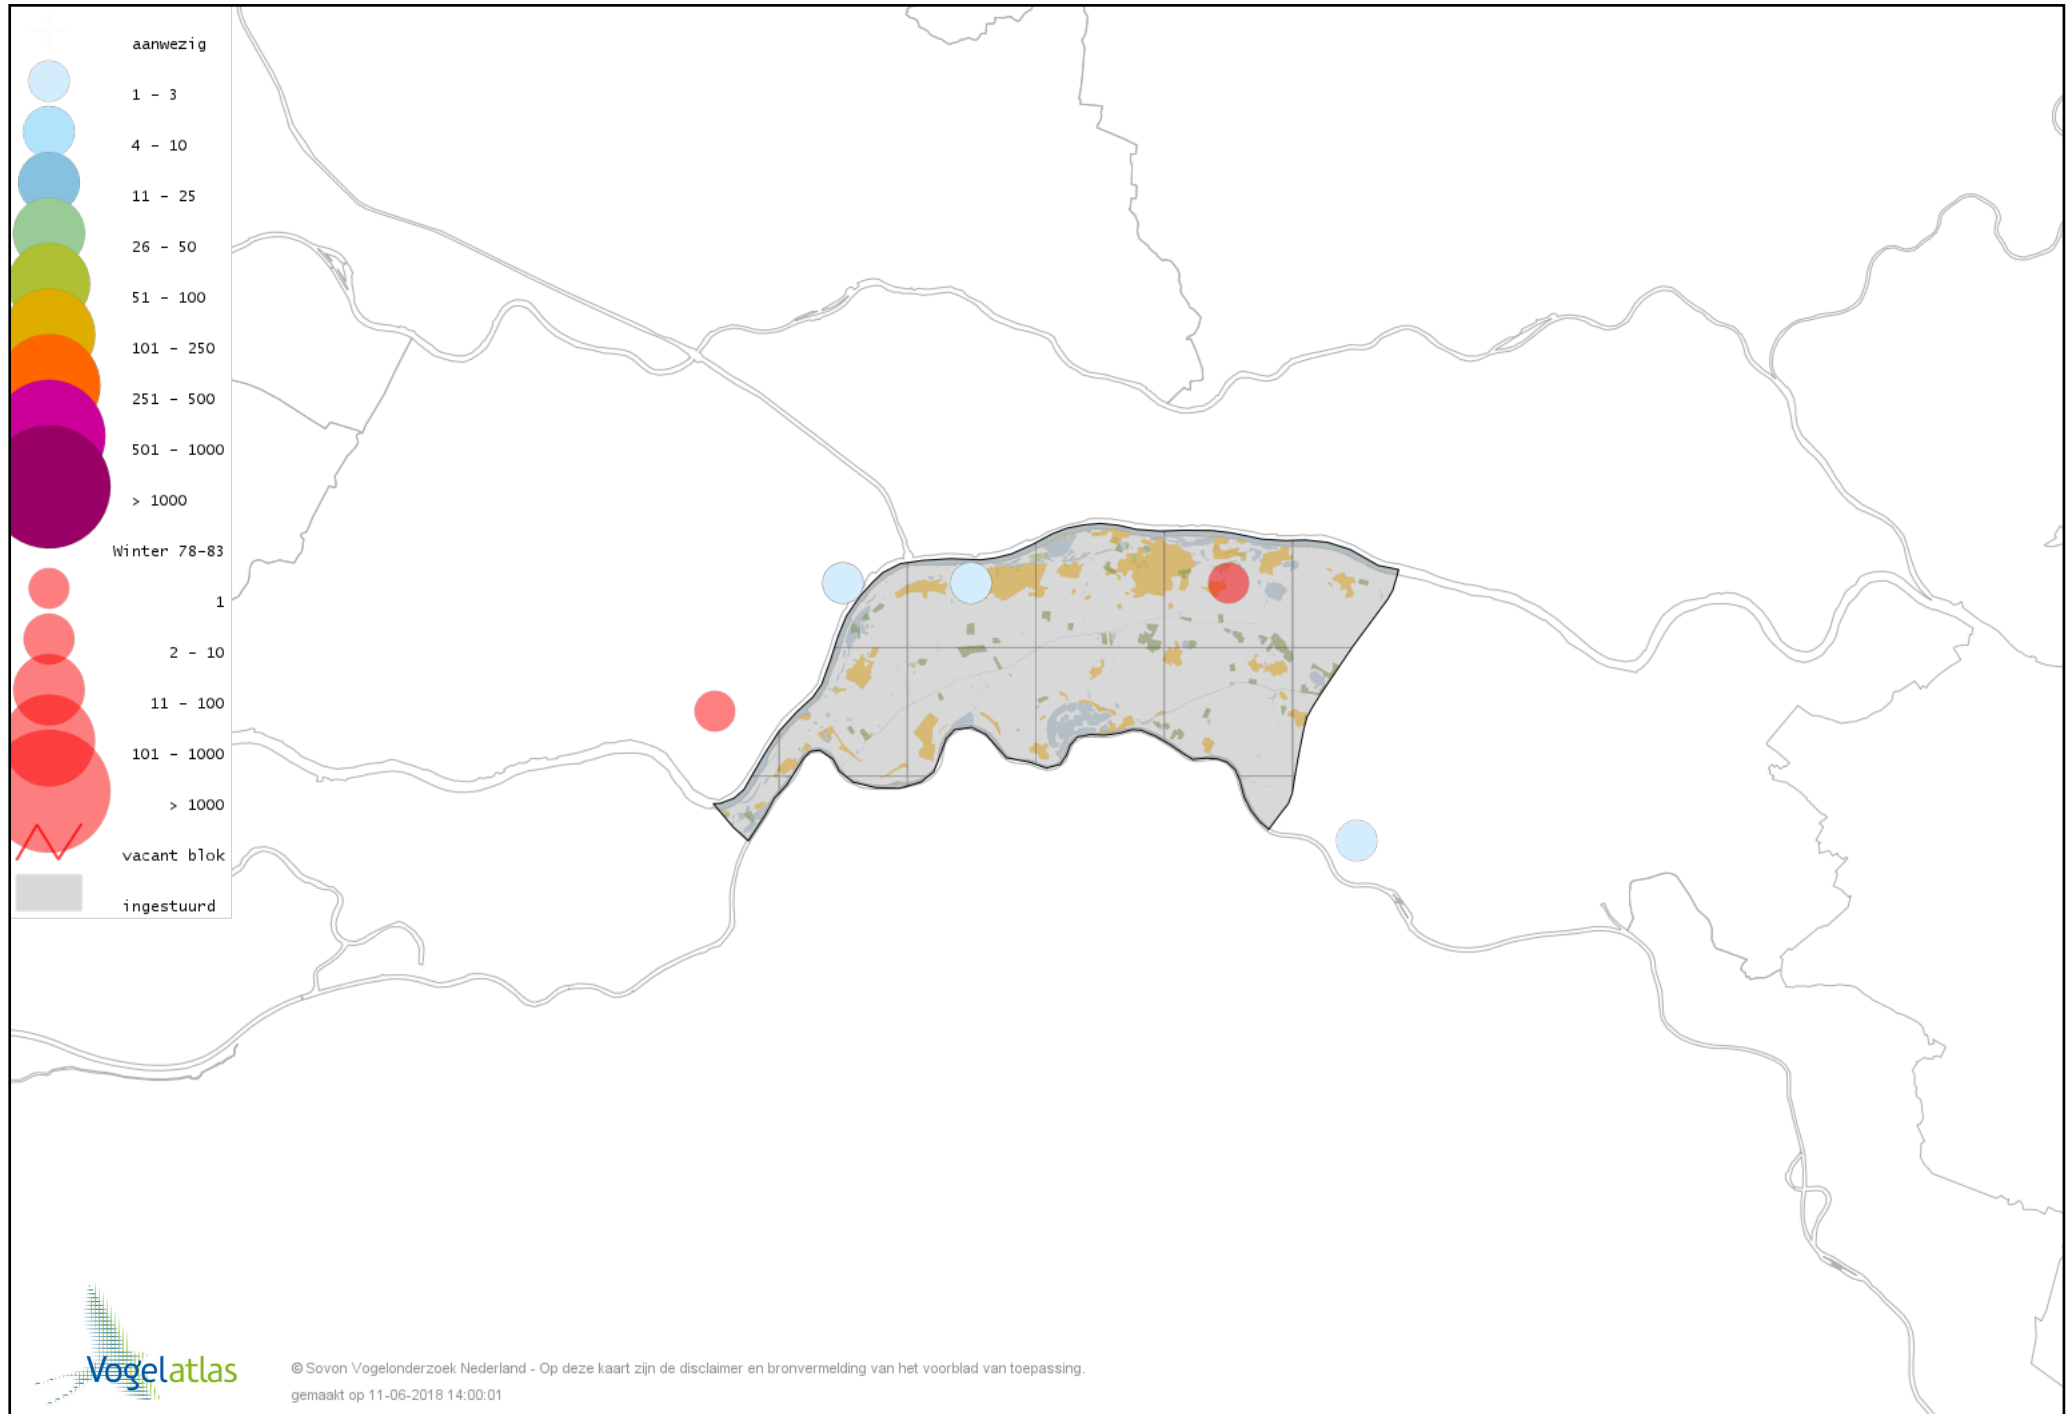 aanwezig
1 - 3
4 - 10
11 - 25
26 - 50
51 - 100
101 - 250
251 - 500
501 - 1000
> 1000
Winter 78-83
1
2 - 10
11 - 100
101 - 1000
> 1000
vacant blok
ingestuurd
Vogelatlas
© Sovon Vogelonderzoek Nederland - Op deze kaart zijn de disclaimer en bronvermelding van het voorblad van toepassing.
gemaakt op 11-06-2018 14:00:01